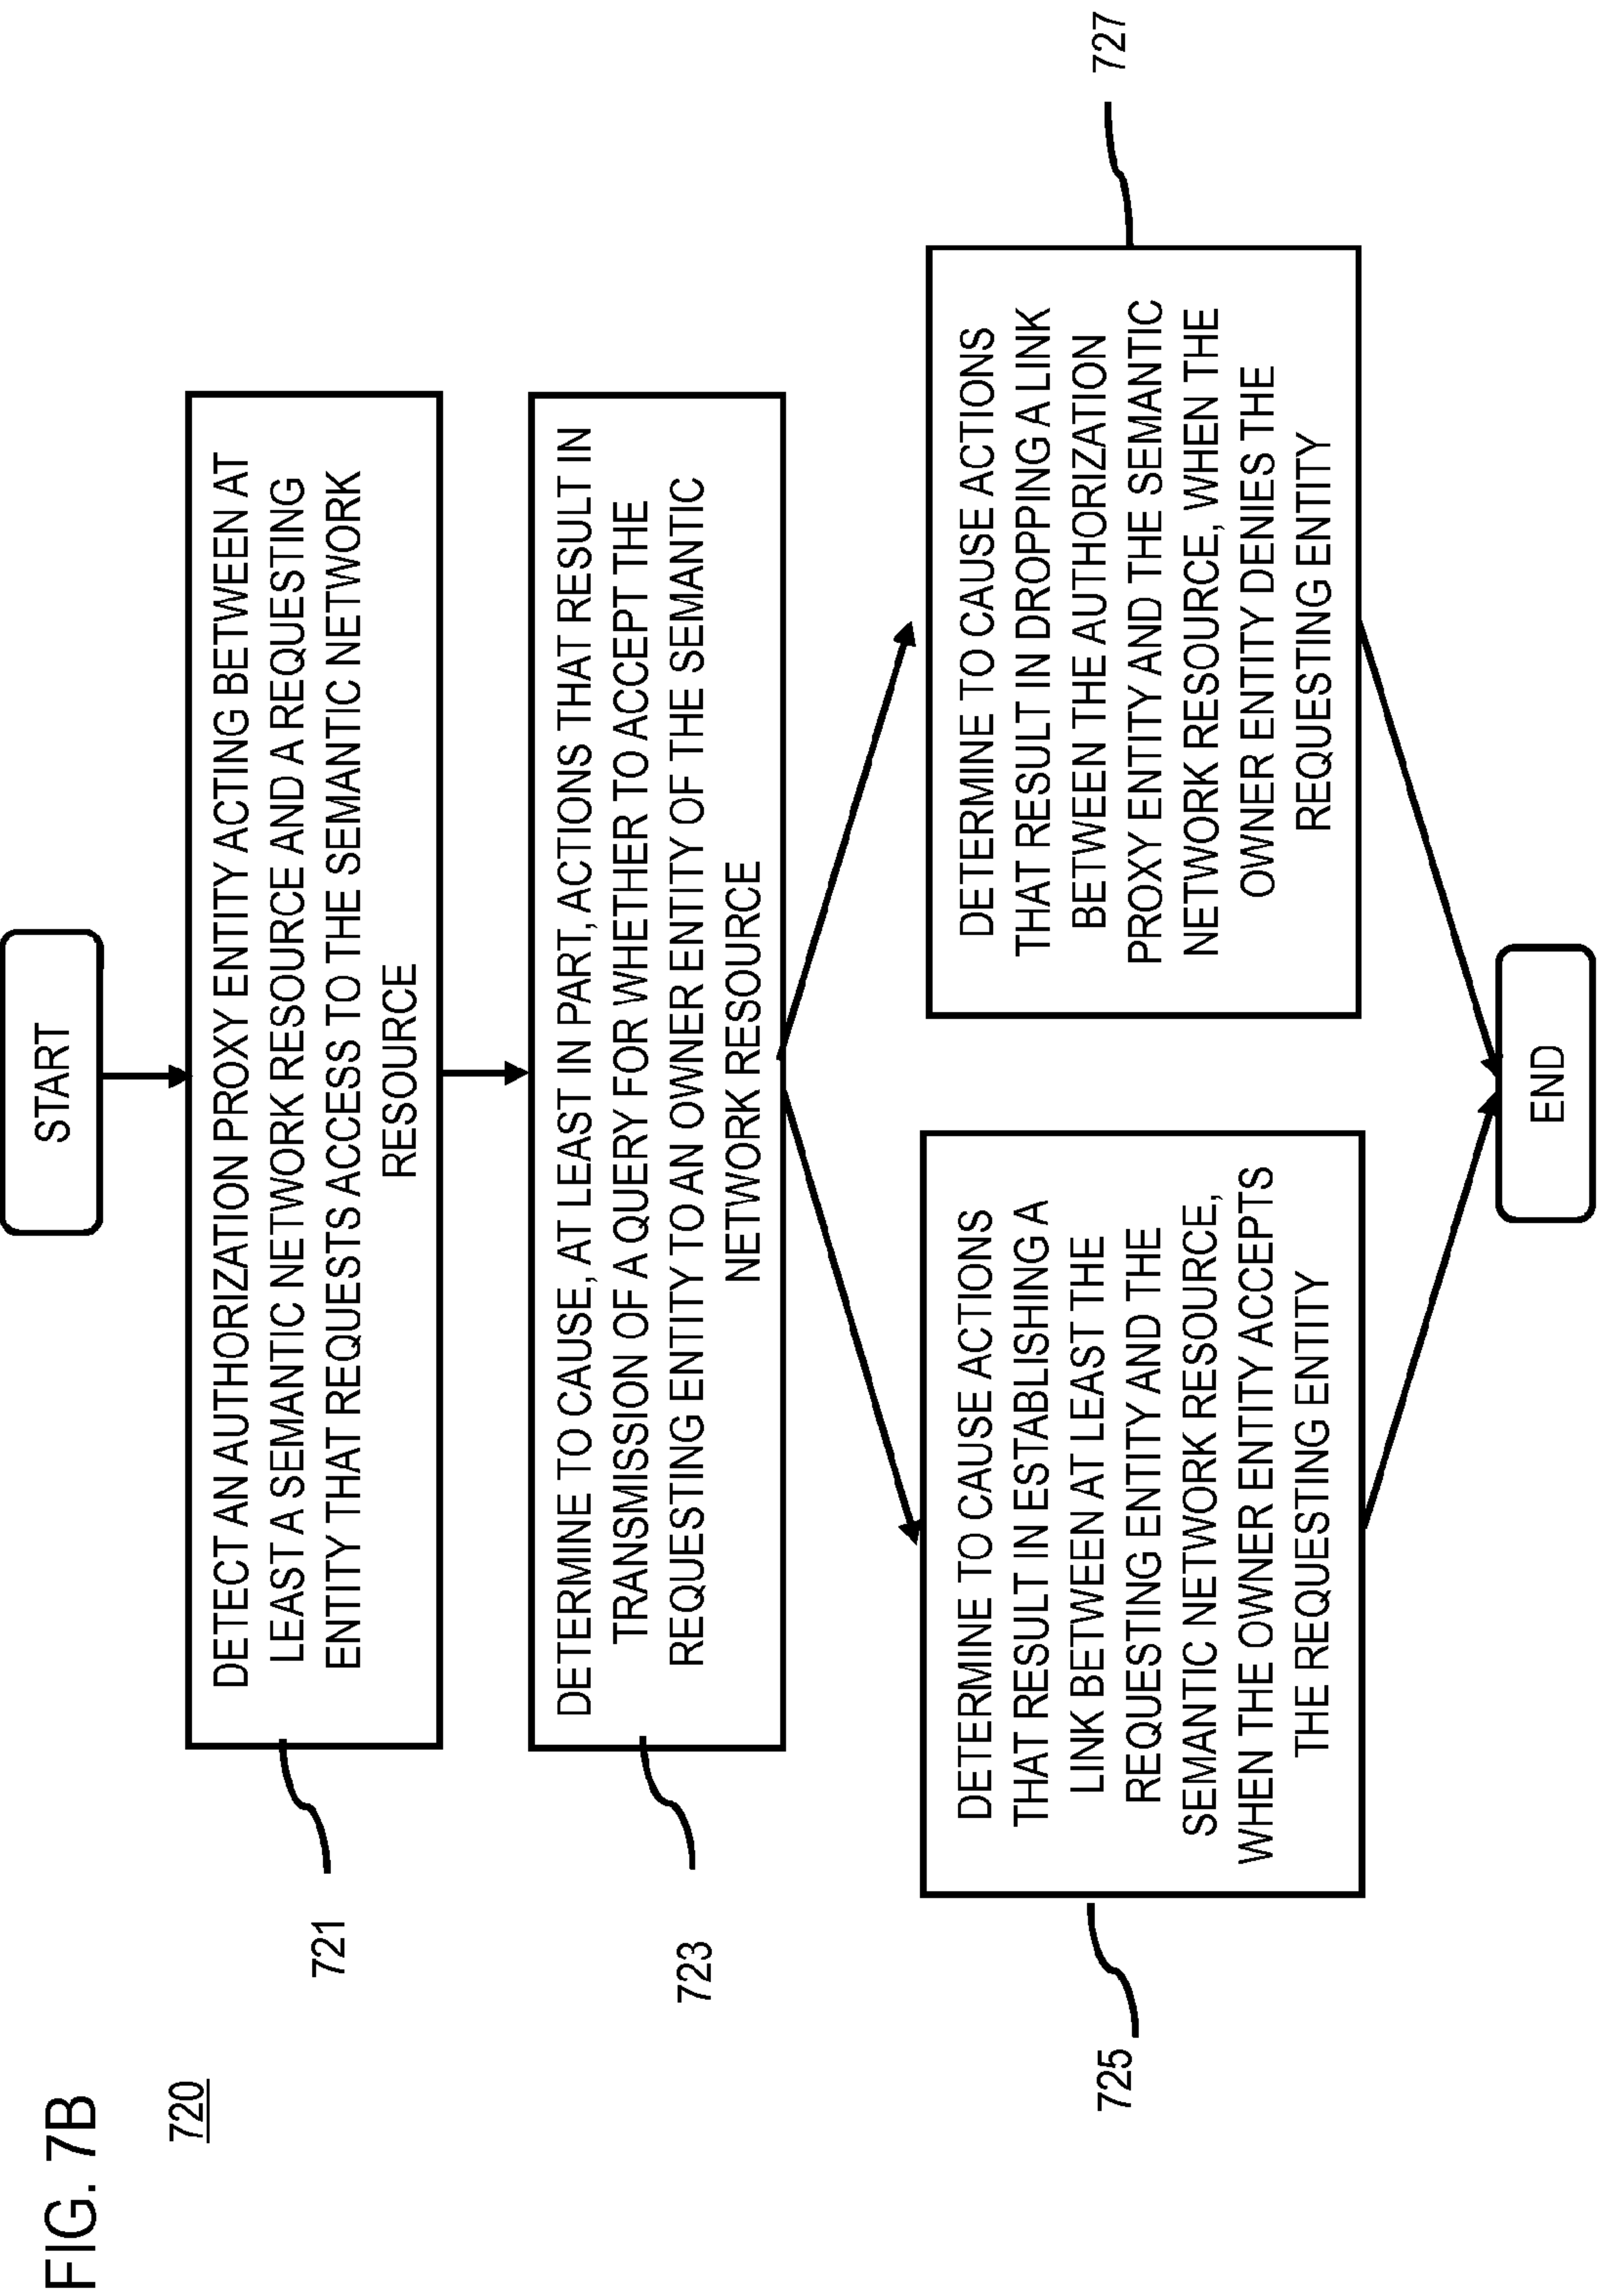 FIG. 7B
720
START
DETECT AN AUTHORIZATION PROXY ENTITY ACTING BETWEEN AT
LEAST A SEMANTIC NETWORK RESOURCE AND A REQUESTING
ENTITY THAT REQUESTS ACCESS TO THE SEMANTIC NETWORK
RESOURCE
721
DETERMINE TO CAUSE, AT LEAST IN PART, ACTIONS THAT RESULT IN
TRANSMISSION OF A QUERY FOR WHETHER TO ACCEPT THE
REQUESTING ENTITY TO AN OWNER ENTITY OF THE SEMANTIC
NETWORK RESOURCE
723
DETERMINE TO CAUSE ACTIONS
THAT RESULT IN ESTABLISHING A
LINK BETWEEN AT LEAST THE
REQUESTING ENTITY AND THE
SEMANTIC NETWORK RESOURCE,
WHEN THE OWNER ENTITY ACCEPTS
THE REQUESTING ENTITY
725
DETERMINE TO CAUSE ACTIONS
THAT RESULT IN DROPPING A LINK
BETWEEN THE AUTHORIZATION
PROXY ENTITY AND THE SEMANTIC
NETWORK RESOURCE, WHEN THE
OWNER ENTITY DENIES THE
REQUESTING ENTITY
727
END